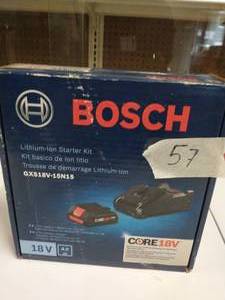 BOSCH
Lithium-Ion Starter Kit
Kit basico de ion litio
Trousse de démarrage Lithium-ion
GXS18V-15N15
57
18V
CORE18V